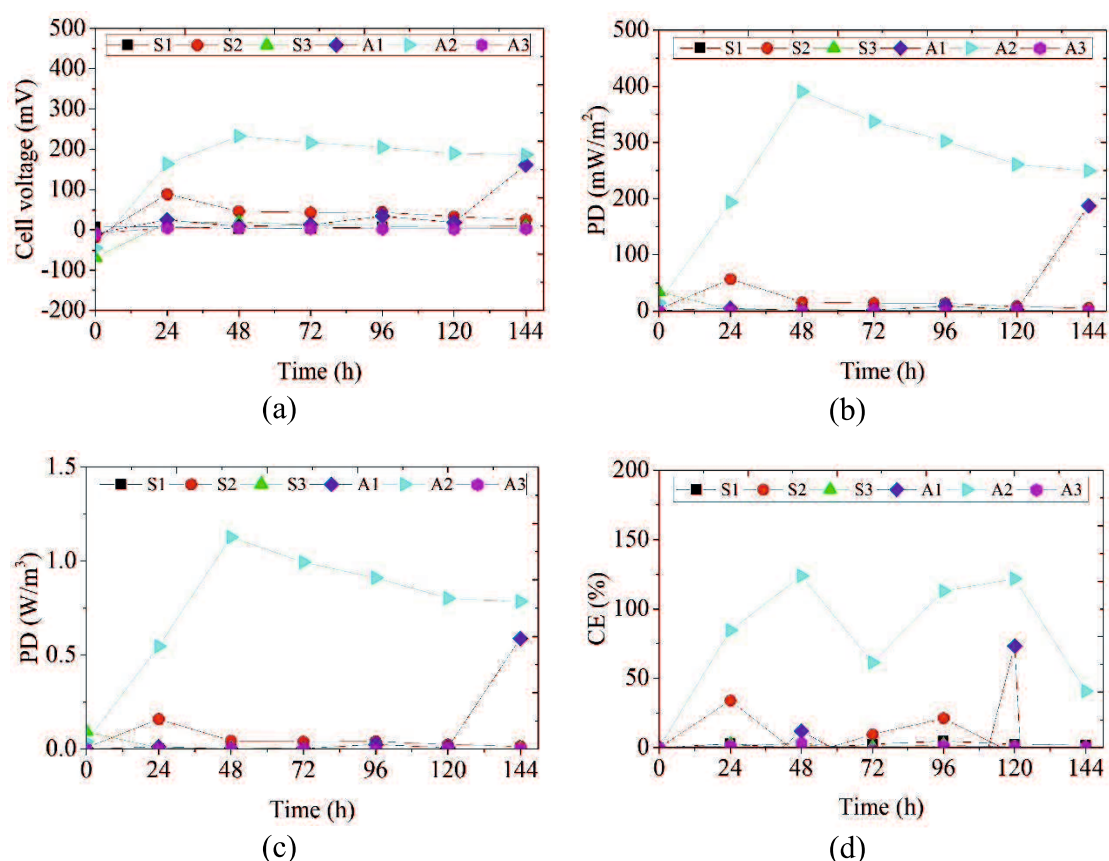 500
400
300
200
100
0
-100
-200
Cell voltage (mV)
S1 S2 S3 A1 A2 A3
0 24 48 72 96 120 144
Time (h)
(a)
500
400
300
200
100
0
PD (mW/m²)
S1 S2 S3 A1 A2 A3
0 24 48 72 96 120 144
Time (h)
(b)
1.5
1.0
0.5
0.0
PD (W/m³)
S1 S2 S3 A1 A2 A3
0 24 48 72 96 120 144
Time (h)
(c)
200
150
100
50
0
CE (%)
S1 S2 S3 A1 A2 A3
0 24 48 72 96 120 144
Time (h)
(d)